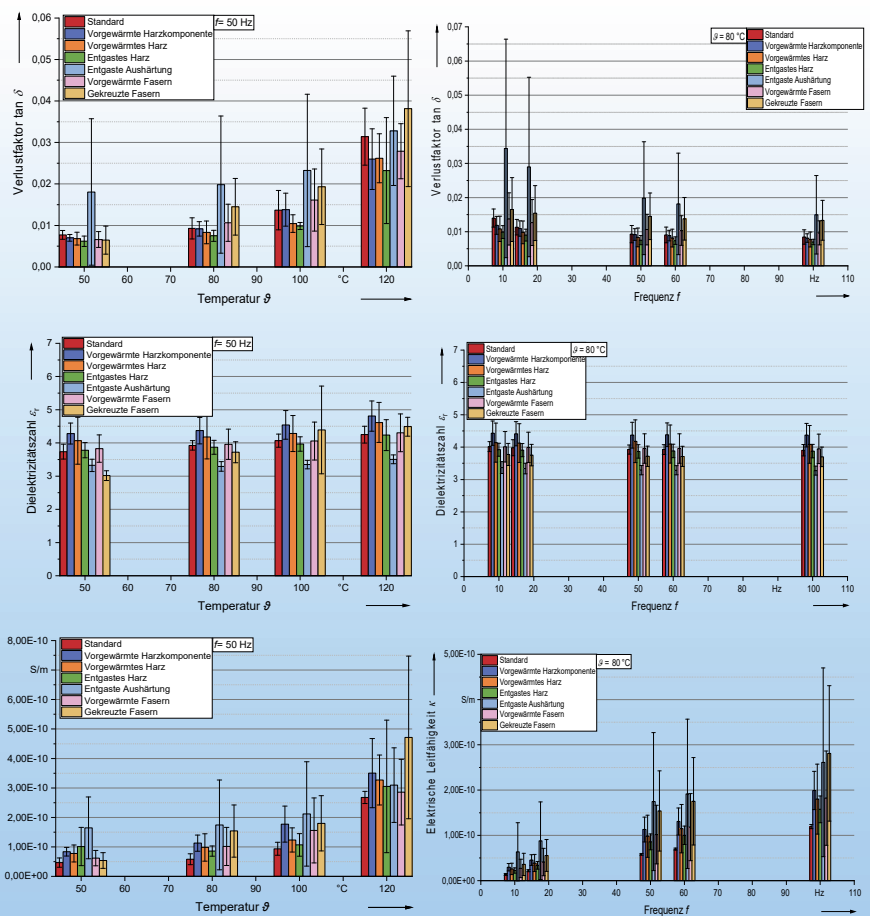 0,06
0,05
0,04
0,03
0,02
0,01
0,00
Verlustfaktor tan δ
Standard
Vorgewärmte Harzkomponente
Vorgewärmtes Harz
Entgastes Harz
Entgaste Aushärtung
Vorgewärmte Fasern
Gekreuzte Fasern
f= 50 Hz
50 60 70 80 90 100 °C 120
Temperatur ϑ
0,07
0,06
0,05
0,04
0,03
0,02
0,01
0,00
Verlustfaktor tan δ
ϑ = 80 °C
Standard
Vorgewärmte Harzkomponente
Vorgewärmtes Harz
Entgastes Harz
Entgaste Aushärtung
Vorgewärmte Fasern
Gekreuzte Fasern
0 10 20 30 40 50 60 70 80 90 Hz 110
Frequenz f
7
6
5
4
3
2
1
0
Dielektrizitätszahl εr
Standard
Vorgewärmte Harzkomponente
Vorgewärmtes Harz
Entgastes Harz
Entgaste Aushärtung
Vorgewärmte Fasern
Gekreuzte Fasern
f= 50 Hz
50 60 70 80 90 100 °C 120
Temperatur ϑ
7
6
5
4
3
2
1
0
Dielektrizitätszahl εr
Standard
Vorgewärmte Harzkomponente
Vorgewärmtes Harz
Entgastes Harz
Entgaste Aushärtung
Vorgewärmte Fasern
Gekreuzte Fasern
ϑ = 80 °C
0 10 20 30 40 50 60 70 80 90 Hz 100 110
Frequenz f
8,00E-10
S/m
6,00E-10
5,00E-10
4,00E-10
3,00E-10
2,00E-10
1,00E-10
0,00E+00
Standard
Vorgewärmte Harzkomponente
Vorgewärmtes Harz
Entgastes Harz
Entgaste Aushärtung
Vorgewärmte Fasern
Gekreuzte Fasern
f= 50 Hz
50 60 70 80 90 100 °C 120
Temperatur ϑ
5,00E-10
S/m
3,00E-10
2,00E-10
1,00E-10
0,00E+00
Elektrische Leitfähigkeit κ
Standard
Vorgewärmte Harzkomponente
Vorgewärmtes Harz
Entgastes Harz
Entgaste Aushärtung
Vorgewärmte Fasern
Gekreuzte Fasern
ϑ = 80 °C
0 10 20 30 40 50 60 70 80 90 Hz 110
Frequenz f